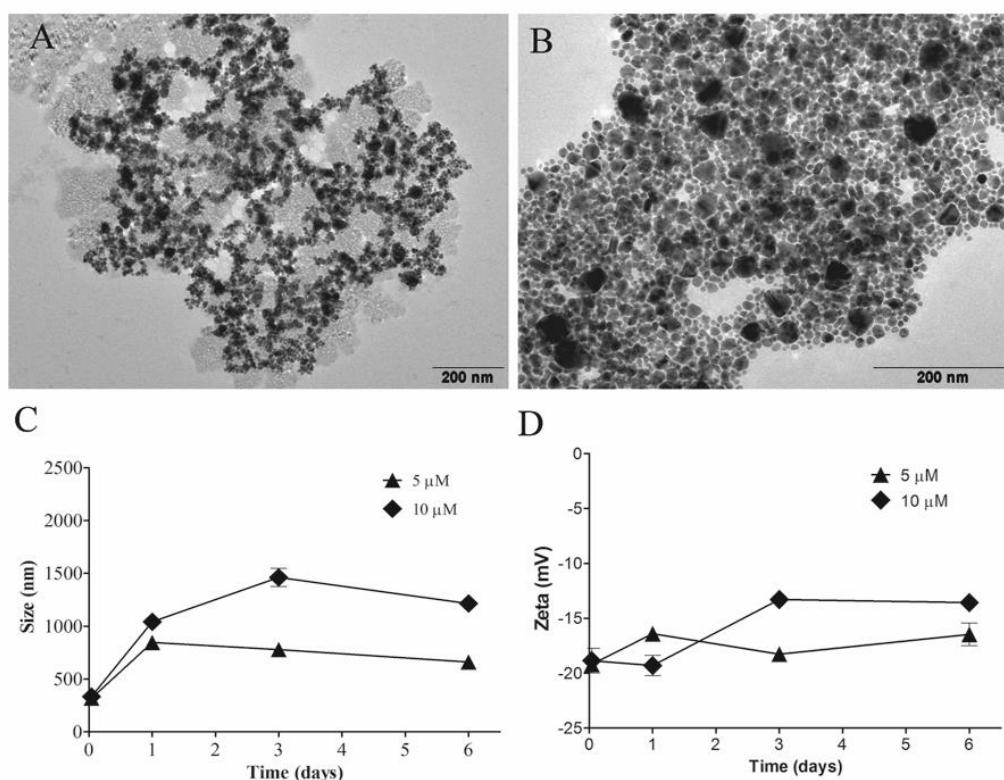 A
B
200 nm
200 nm
C
D
2500
2000
1500
1000
500
0
Size (nm)
5 µM
10 µM
0 1 2 3 4 5 6
Time (days)
0
-5
-10
-15
-20
-25
Zeta (mV)
5 µM
10 µM
0 1 2 3 4 5 6
Time (days)